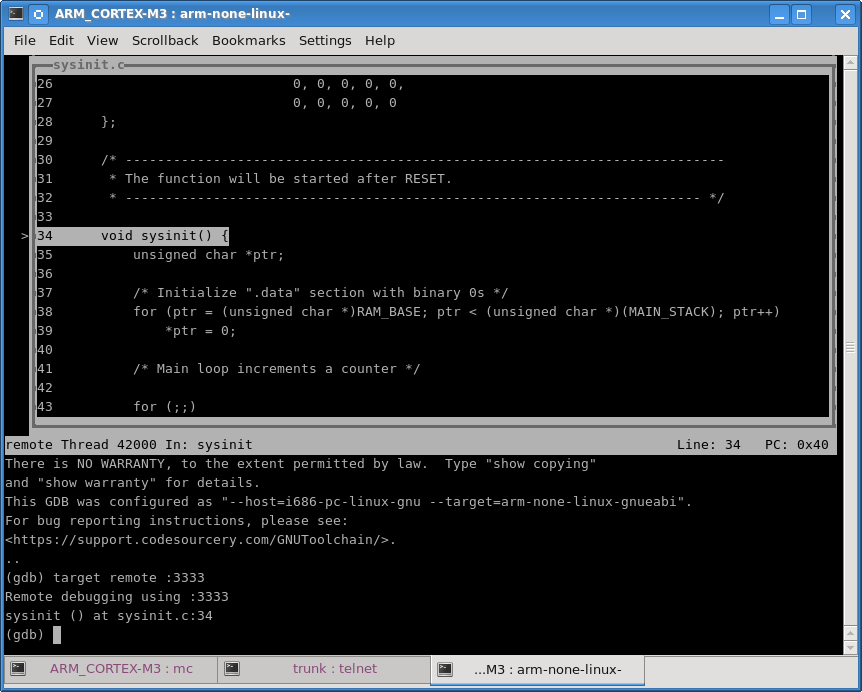 ARM_CORTEX-M3 : arm-none-linux-
File Edit View Scrollback Bookmarks Settings Help
sysinit.c
26                              0, 0, 0, 0, 0,
27                              0, 0, 0, 0, 0
28      };
29
30      /* ---------------------------------------------------------------------------
31       * The function will be started after RESET.
32       * ------------------------------------------------------------------------ */
33
>34      void sysinit() {
35          unsigned char *ptr;
36
37          /* Initialize ".data" section with binary 0s */
38          for (ptr = (unsigned char *)RAM_BASE; ptr < (unsigned char *)(MAIN_STACK); ptr++)
39              *ptr = 0;
40
41          /* Main loop increments a counter */
42
43          for (;;)
remote Thread 42000 In: sysinit Line: 34 PC: 0x40
There is NO WARRANTY, to the extent permitted by law.  Type "show copying"
and "show warranty" for details.
This GDB was configured as "--host=i686-pc-linux-gnu --target=arm-none-linux-gnueabi".
For bug reporting instructions, please see:
<https://support.codesourcery.com/GNUToolchain/>.
..
(gdb) target remote :3333
Remote debugging using :3333
sysinit () at sysinit.c:34
(gdb)
ARM_CORTEX-M3 : mc trunk : telnet ...M3 : arm-none-linux-